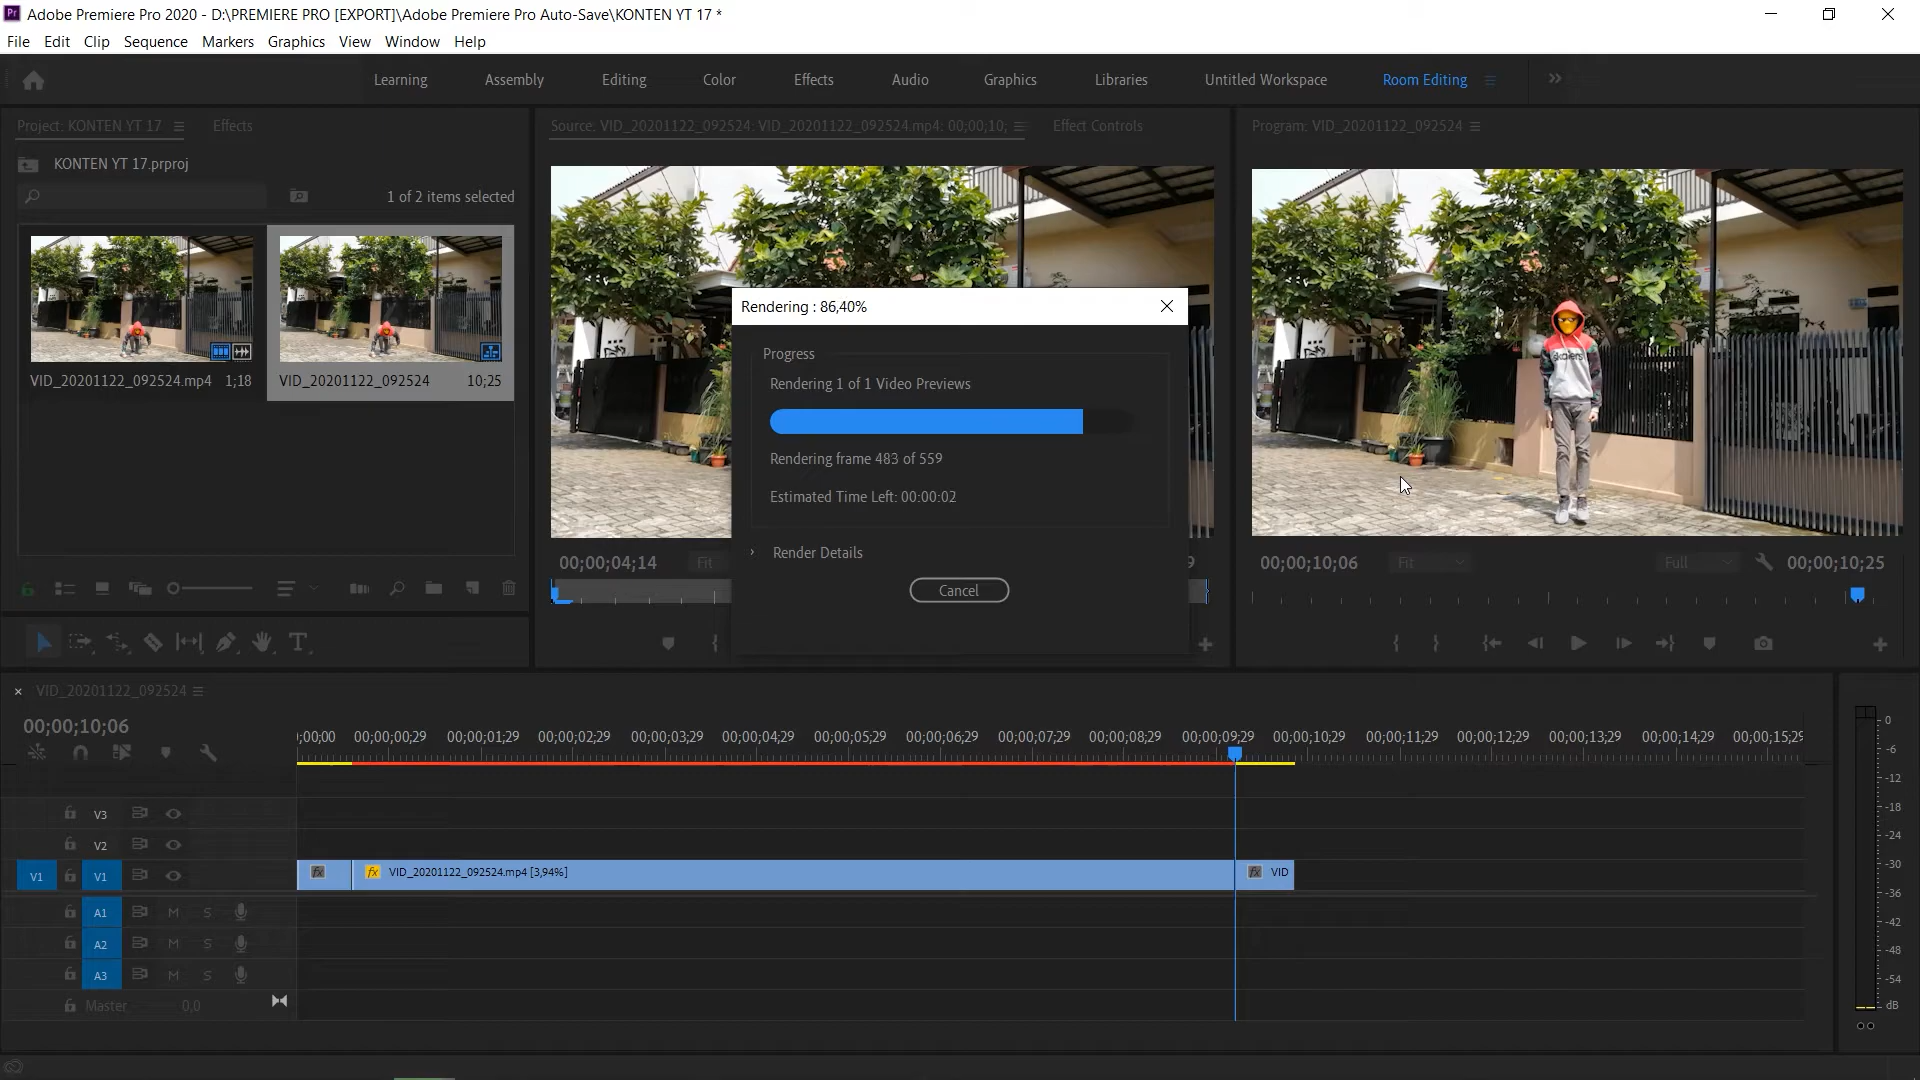 Adobe Premiere Pro 2020 - D:\PREMIERE PRO [EXPORT]\Adobe Premiere Pro Auto-Save\KONTEN YT 17 *
File Edit Clip Sequence Markers Graphics View Window Help
Learning Assembly Editing Color Effects Audio Graphics Libraries Untitled Workspace Room Editing
Project: KONTEN YT 17 Effects
Source: VID_20201122_092524: VID_20201122_092524.mp4: 00;00;10; Effect Controls
Program: VID_20201122_092524
KONTEN YT 17.prproj
1 of 2 items selected
VID_20201122_092524.mp4 1;18
VID_20201122_092524 10;25
Rendering : 86,40%
Progress
Rendering 1 of 1 Video Previews
Rendering frame 483 of 559
Estimated Time Left: 00:00:02
Render Details
Cancel
skaters
00;00;04;14 Fit 9
00;00;10;06 Fit Full 00;00;10;25
VID_20201122_092524
00;00;10;06
;00;00 00;00;00;29 00;00;01;29 00;00;02;29 00;00;03;29 00;00;04;29 00;00;05;29 00;00;06;29 00;00;07;29 00;00;08;29 00;00;09;29 00;00;10;29 00;00;11;29 00;00;12;29 00;00;13;29 00;00;14;29 00;00;15;29
V3
V2
V1 V1 fx fx VID_20201122_092524.mp4 [3,94%] fx VID
A1 M S
A2 M S
A3 M S
Master 0,0
0
-6
-12
-18
-24
-30
-36
-42
-48
-54
dB